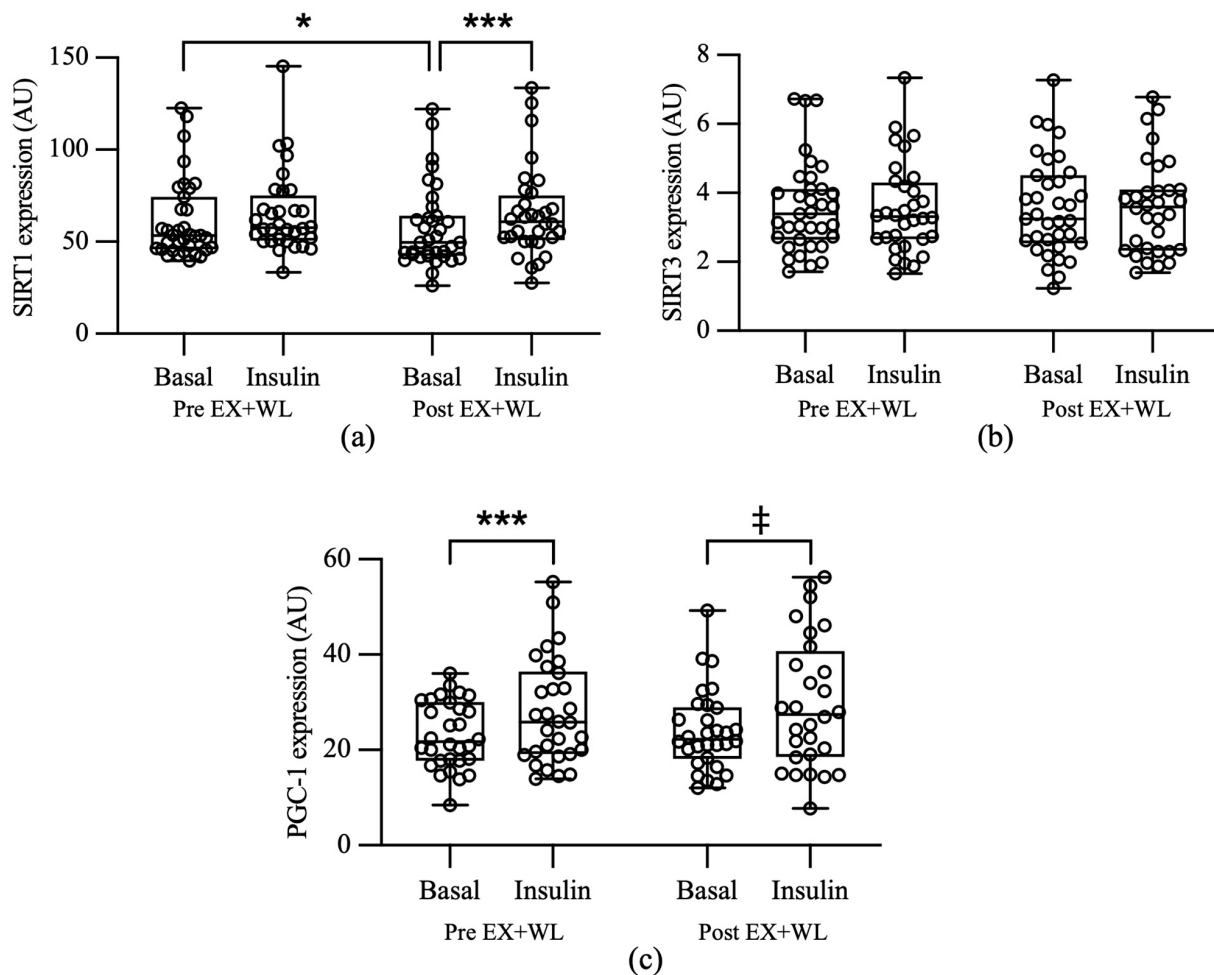 * ***
SIRT1 expression (AU)
150
100
50
0
Basal Insulin Basal Insulin
Pre EX+WL Post EX+WL
(a)
SIRT3 expression (AU)
8
6
4
2
0
Basal Insulin Basal Insulin
Pre EX+WL Post EX+WL
(b)
*** ‡
PGC-1 expression (AU)
60
40
20
0
Basal Insulin Basal Insulin
Pre EX+WL Post EX+WL
(c)